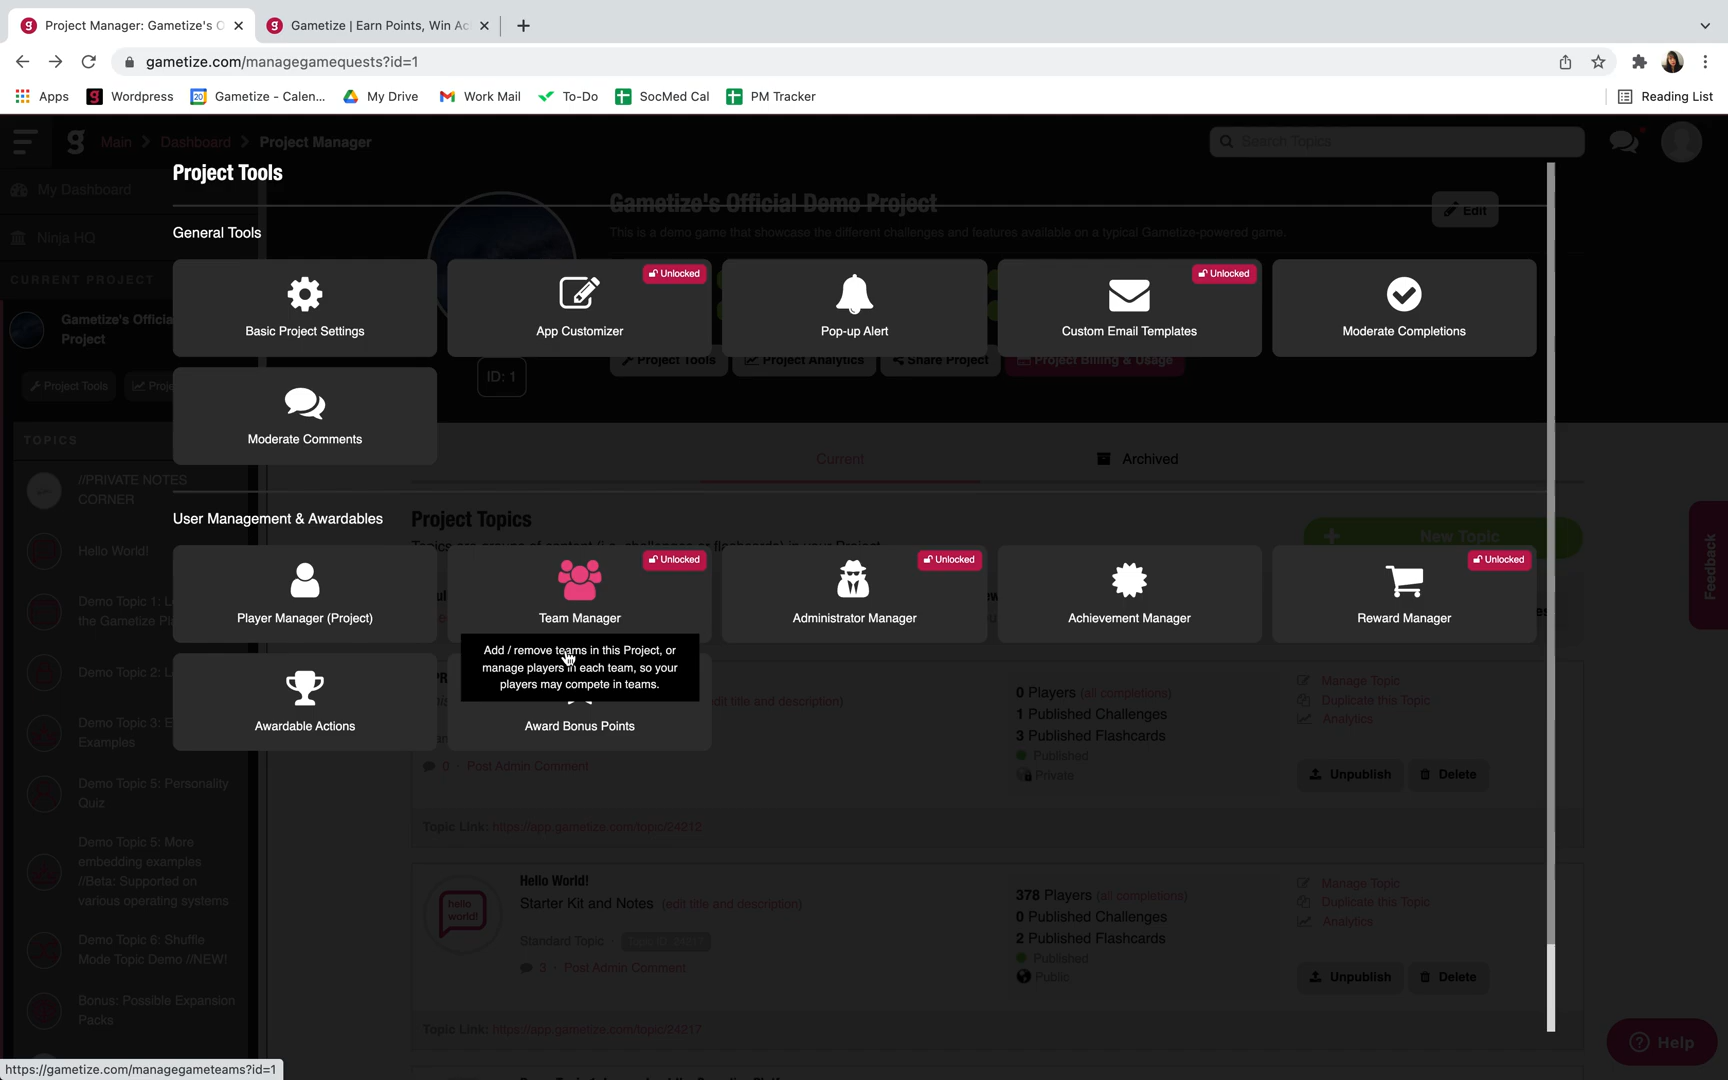 Project Manager: Gametize's O
Gametize | Earn Points, Win Ac
gametize.com/managegamequests?id=1
Apps
Wordpress
Gametize - Calen...
My Drive
Work Mail
To-Do
SocMed Cal
PM Tracker
Reading List
Main > Dashboard > Project Manager
Search Topics
Project Tools
My Dashboard
Gametize's Official Demo Project
Edit
This is a demo game that showcase the different challenges and features available on a typical Gametize-powered game.
Ninja HQ
General Tools
CURRENT PROJECT
Gametize's Officia
Project
Basic Project Settings
Unlocked
App Customizer
Pop-up Alert
Unlocked
Custom Email Templates
Moderate Completions
Project Tools
Project Analytics
Share Project
Project Billing & Usage
ID: 1
Project Tools
Proje
Moderate Comments
TOPICS
Current
Archived
//PRIVATE NOTES
CORNER
User Management & Awardables
Project Topics
New Topic
Feedback
Hello World!
Player Manager (Project)
Unlocked
Team Manager
Unlocked
Administrator Manager
Achievement Manager
Unlocked
Reward Manager
Demo Topic 1: L
the Gametize Pl
Add / remove teams in this Project, or
manage players in each team, so your
players may compete in teams.
Demo Topic 2: L
Awardable Actions
Award Bonus Points
dit title and description)
0 Players (all completions)
1 Published Challenges
3 Published Flashcards
Published
Private
Manage Topic
Duplicate this Topic
Analytics
Unpublish
Delete
Demo Topic 3: E
Examples
0 · Post Admin Comment
Demo Topic 5: Personality
Quiz
Topic Link: https://app.gametize.com/topic/24212
Demo Topic 5: More
embedding examples
//Beta: Supported on
various operating systems
hello
world!
Hello World!
Starter Kit and Notes (edit title and description)
Standard Topic ·
3 · Post Admin Comment
378 Players (all completions)
0 Published Challenges
2 Published Flashcards
Published
Public
Manage Topic
Duplicate this Topic
Analytics
Unpublish
Delete
Demo Topic 6: Shuffle
Mode Topic Demo //NEW!
Bonus: Possible Expansion
Packs
Topic Link: https://app.gametize.com/topic/24217
Help
https://gametize.com/managegameteams?id=1